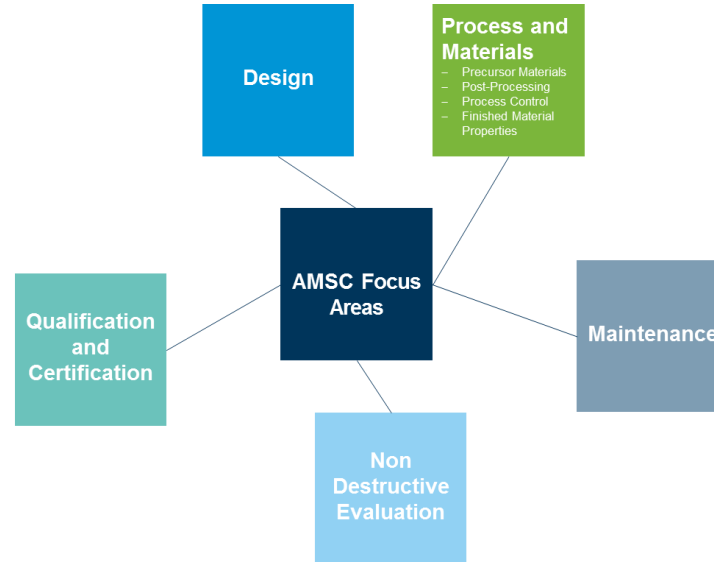 Design
Process and
Materials
– Precursor Materials
– Post-Processing
– Process Control
– Finished Material
Properties
AMSC Focus
Areas
Qualification
and
Certification
Maintenance
Non
Destructive
Evaluation